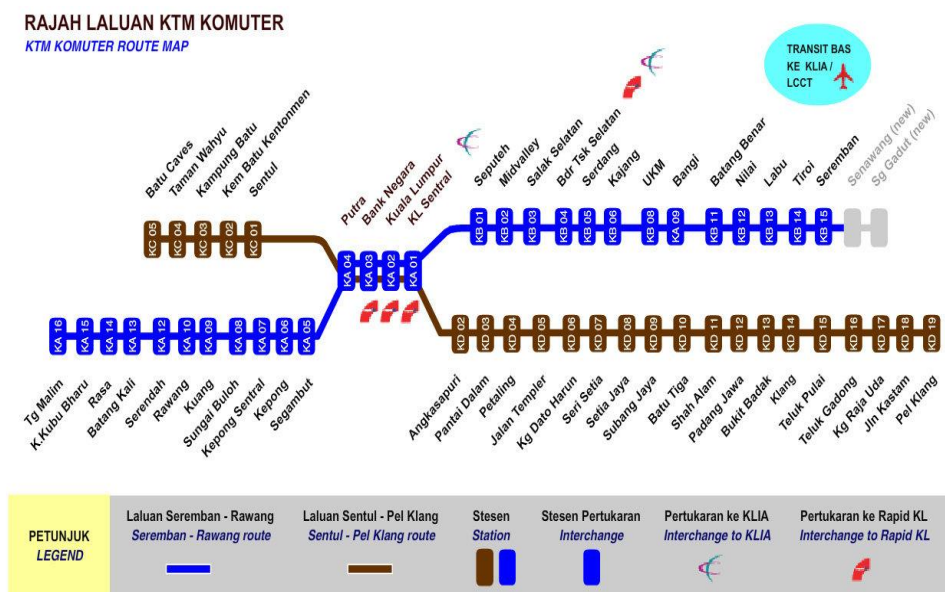 RAJAH LALUAN KTM KOMUTER
KTM KOMUTER ROUTE MAP
TRANSIT BAS
KE KLIA /
LCCT
Batu Caves
Taman Wahyu
Kampung Batu
Kem Batu Kentonmen
Sentul
Putra
Bank Negara
Kuala Lumpur
KL Sentral
Seputeh
Midvalley
Salak Selatan
Bdr Tsk Selatan
Serdang
Kajang
UKM
Bangi
Batang Benar
Nilai
Labu
Tiroi
Seremban
Senawang (new)
Sg Gadut (new)
KC 05
KC 04
KC 03
KC 02
KC 01
KA 04
KA 03
KA 02
KA 01
KB 01
KB 02
KB 03
KB 04
KB 05
KB 06
KB 08
KA 09
KB 11
KB 12
KB 13
KB 14
KB 15
KA 16
KA 15
KA 14
KA 13
KA 12
KA 10
KA 09
KA 08
KA 07
KA 06
KA 05
KD 02
KD 03
KD 04
KD 05
KD 06
KD 07
KD 08
KD 09
KD 10
KD 11
KD 12
KD 13
KD 14
KD 15
KD 16
KD 17
KD 18
KD 19
Tg Malim
K.Kubu Bharu
Rasa
Batang Kali
Serendah
Rawang
Kuang
Sungai Buloh
Kepong Sentral
Kepong
Segambut
Angkasapuri
Pantai Dalam
Petaling
Jalan Templer
Kg Dato Harun
Seri Setia
Setia Jaya
Subang Jaya
Batu Tiga
Shah Alam
Padang Jawa
Bukit Badak
Klang
Teluk Pulai
Teluk Gadong
Kg Raja Uda
Jln Kastam
Pel Klang
PETUNJUK
LEGEND
Laluan Seremban - Rawang
Seremban - Rawang route
Laluan Sentul - Pel Klang
Sentul - Pel Klang route
Stesen
Station
Stesen Pertukaran
Interchange
Pertukaran ke KLIA
Interchange to KLIA
Pertukaran ke Rapid KL
Interchange to Rapid KL